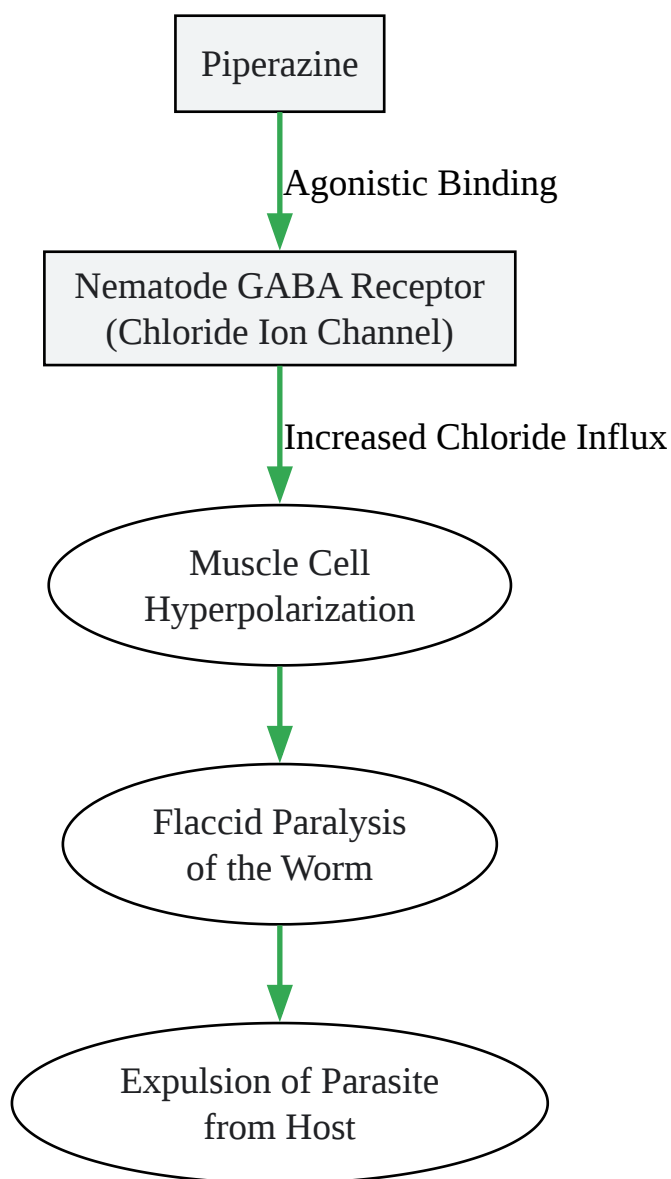 Piperazine
Agonistic Binding
Nematode GABA Receptor
(Chloride Ion Channel)
Increased Chloride Influx
Muscle Cell
Hyperpolarization
Flaccid Paralysis
of the Worm
Expulsion of Parasite
from Host